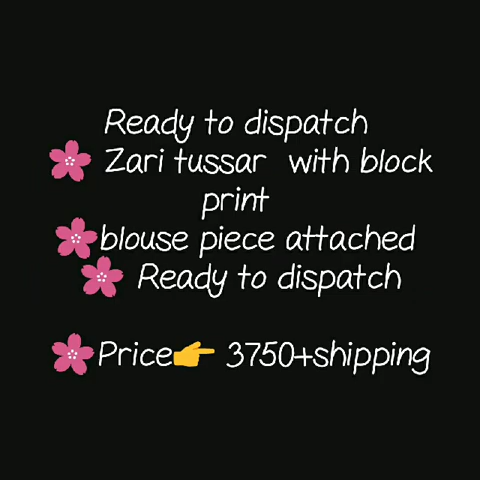 Ready to dispatch
🌸 Zari tussar with block
print
🌸blouse piece attached
🌸 Ready to dispatch
🌸Price👉 3750+shipping